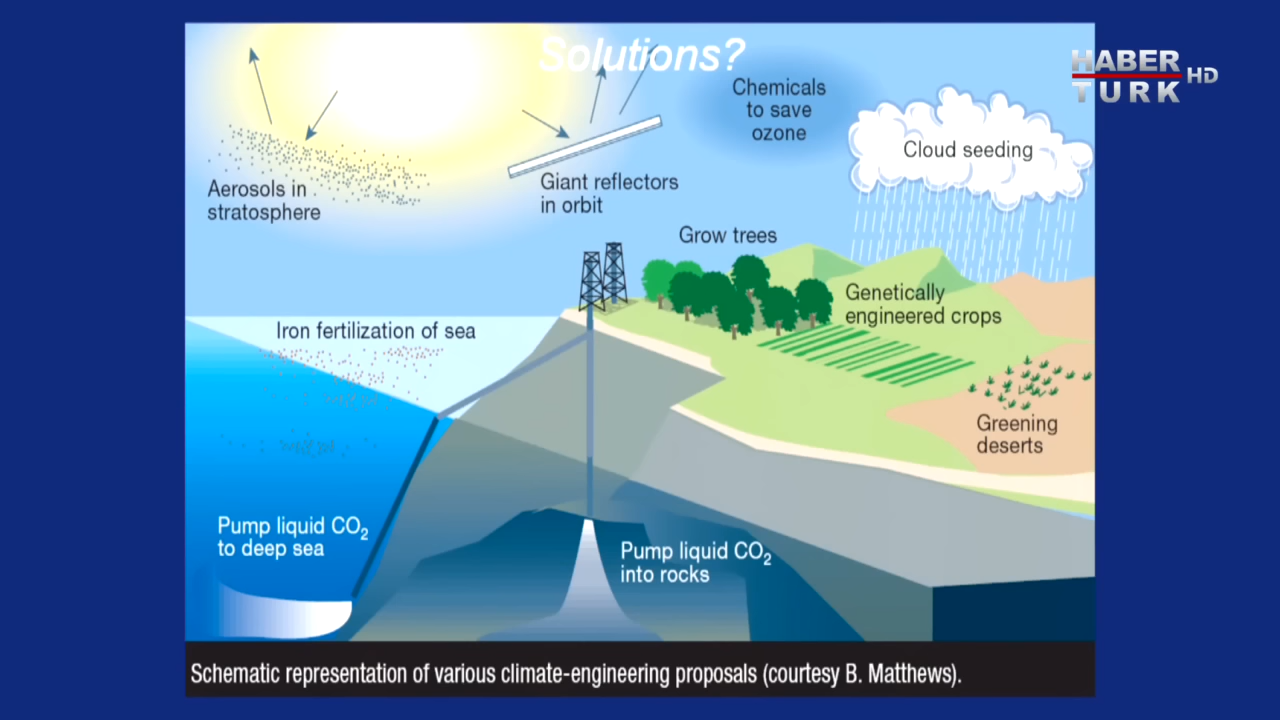 Solutions?
HABER
TURK HD
Chemicals
to save
ozone
Cloud seeding
Aerosols in
stratosphere
Giant reflectors
in orbit
Grow trees
Genetically
engineered crops
Iron fertilization of sea
Greening
deserts
Pump liquid CO₂
to deep sea
Pump liquid CO₂
into rocks
Schematic representation of various climate-engineering proposals (courtesy B. Matthews).